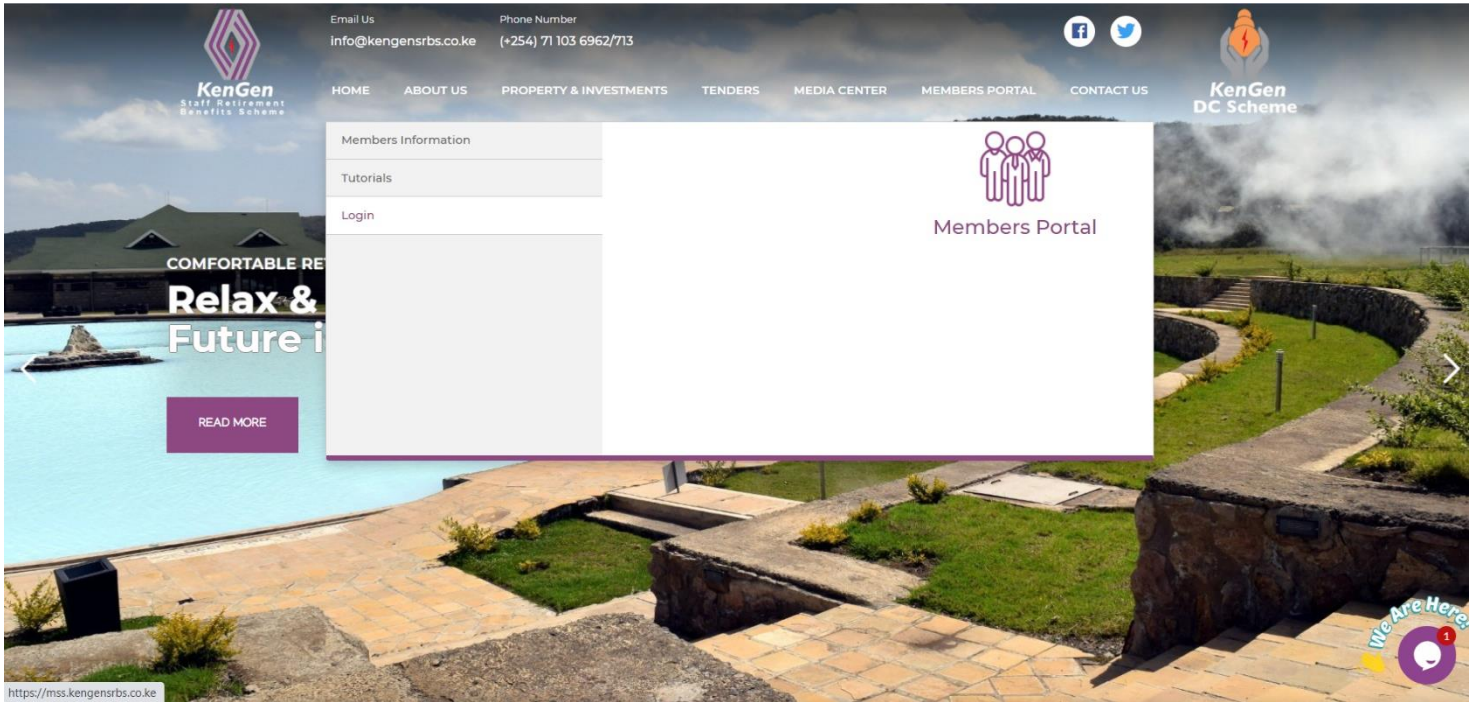 Email Us
Phone Number
info@kengensrbs.co.ke
(+254) 71 103 6962/713
KenGen
Staff Retirement
Benefits Scheme
HOME
ABOUT US
PROPERTY & INVESTMENTS
TENDERS
MEDIA CENTER
MEMBERS PORTAL
CONTACT US
KenGen
DC Scheme
Members Information
Tutorials
Login
Members Portal
COMFORTABLE RE
Relax &
Future i
READ MORE
We Are Here!
1
https://mss.kengensrbs.co.ke